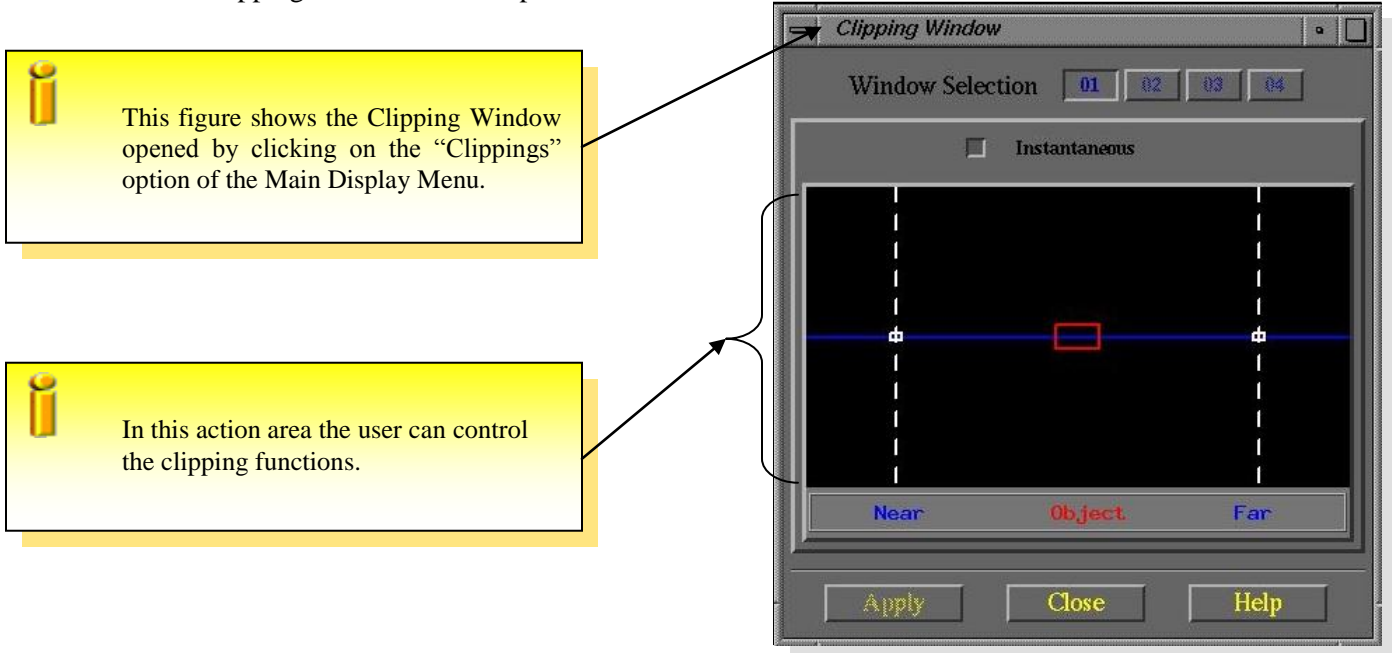 Clipping Window
Window Selection 01 02 03 04
This figure shows the Clipping Window
opened by clicking on the “Clippings”
option of the Main Display Menu.
Instantaneous
In this action area the user can control
the clipping functions.
Near Object Far
Apply Close Help